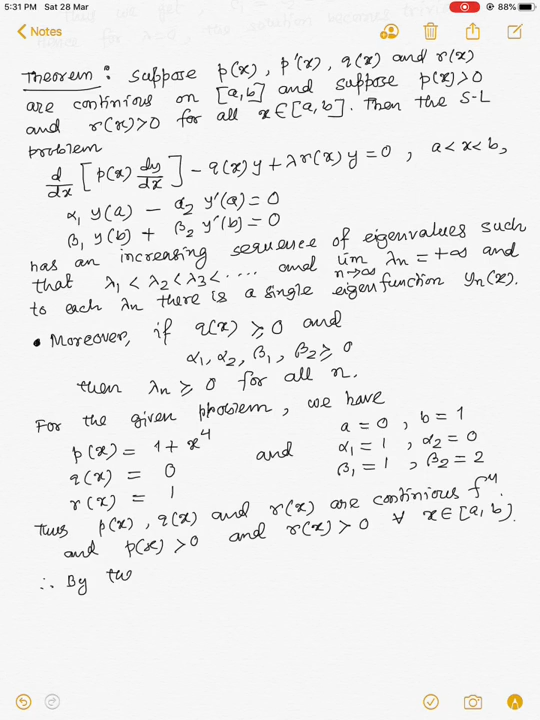 5:31 PM Sat 28 Mar
88%
Notes
Theorem: Suppose p(x), p'(x), q(x) and r(x)
are continious on [a,b] and suppose p(x)>0
and r(x)>0 for all x∈[a,b]. Then the S-L
problem
d/dx [p(x) dy/dx] - q(x)y + λr(x)y = 0, a<x<b,
α₁ y(a) - α₂ y'(a) = 0
β₁ y(b) + β₂ y'(b) = 0
has an increasing sequence of eigenvalues such
that λ₁ < λ₂ < λ₃ < .... and lim n→∞ λn = +∞ and
to each λn there is a single eigenfunction yn(x).
• Moreover, if q(x) ≥ 0 and
α₁, α₂, β₁, β₂ ≥ 0
then λn ≥ 0 for all n.
For the given problem, we have
p(x) = 1 + x⁴
q(x) = 0
r(x) = 1
and
a = 0, b = 1
α₁ = 1, α₂ = 0
β₁ = 1, β₂ = 2
Thus p(x), q(x) and r(x) are continious fⁿ.
and p(x) > 0 and r(x) > 0 ∀ x∈[a,b].
∴ By the